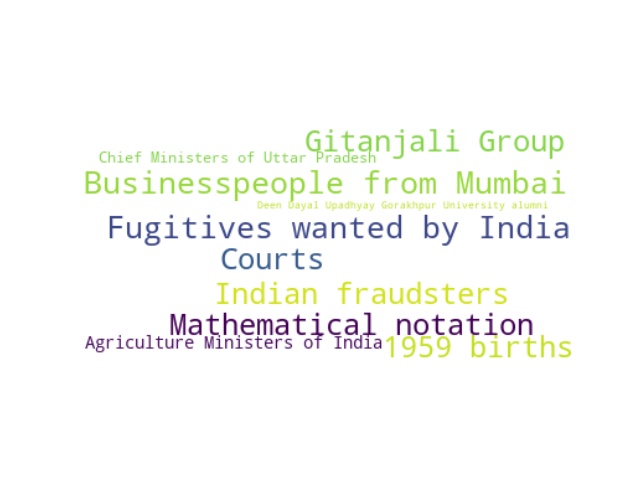 Gitanjali Group
Chief Ministers of Uttar Pradesh
Businesspeople from Mumbai
Deen Dayal Upadhyay Gorakhpur University alumni
Fugitives wanted by India
Courts
Indian fraudsters
Mathematical notation
Agriculture Ministers of India
1959 births